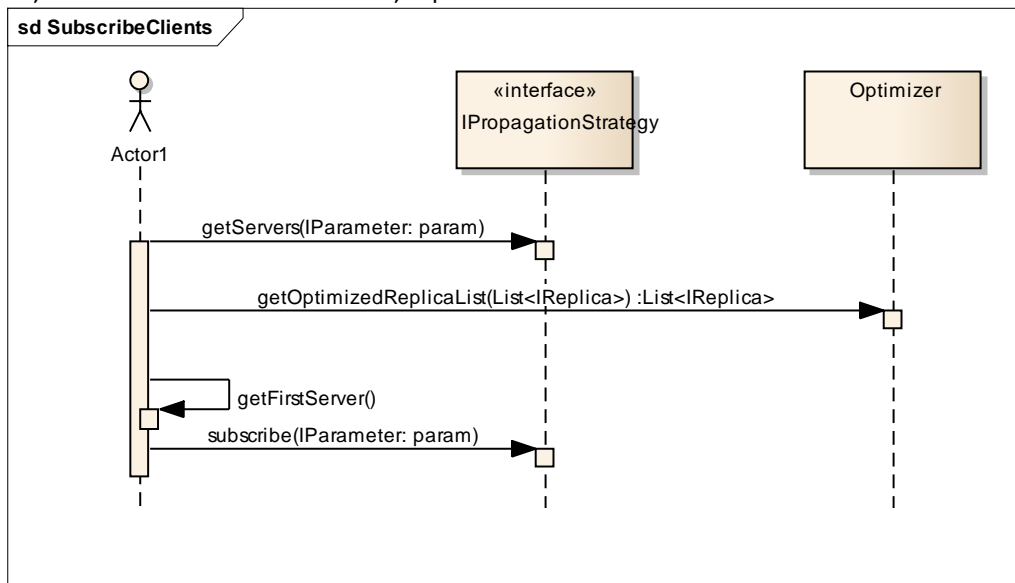 sd SubscribeClients
«interface»
IPropagationStrategy
Optimizer
Actor1
getServers(IParameter: param)
getOptimizedReplicaList(List<IReplica>) :List<IReplica>
getFirstServer()
subscribe(IParameter: param)